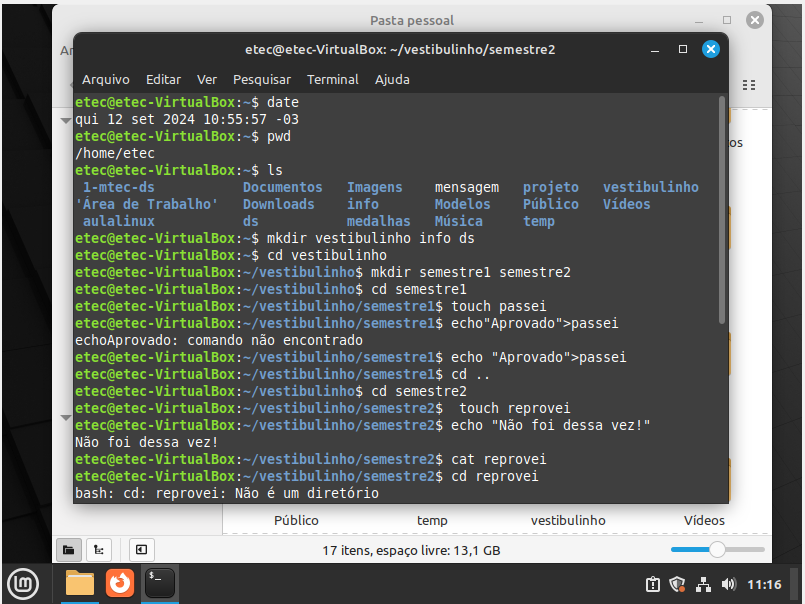 Pasta pessoal
etec@etec-VirtualBox: ~/vestibulinho/semestre2
Arquivo Editar Ver Pesquisar Terminal Ajuda
etec@etec-VirtualBox:~$ date
qui 12 set 2024 10:55:57 -03
etec@etec-VirtualBox:~$ pwd
/home/etec
etec@etec-VirtualBox:~$ ls
1-mtec-ds Documentos Imagens mensagem projeto vestibulinho
'Área de Trabalho' Downloads info Modelos Público Vídeos
aulalinux ds medalhas Música temp
etec@etec-VirtualBox:~$ mkdir vestibulinho info ds
etec@etec-VirtualBox:~$ cd vestibulinho
etec@etec-VirtualBox:~/vestibulinho$ mkdir semestre1 semestre2
etec@etec-VirtualBox:~/vestibulinho$ cd semestre1
etec@etec-VirtualBox:~/vestibulinho/semestre1$ touch passei
etec@etec-VirtualBox:~/vestibulinho/semestre1$ echo"Aprovado">passei
echoAprovado: comando não encontrado
etec@etec-VirtualBox:~/vestibulinho/semestre1$ echo "Aprovado">passei
etec@etec-VirtualBox:~/vestibulinho/semestre1$ cd ..
etec@etec-VirtualBox:~/vestibulinho$ cd semestre2
etec@etec-VirtualBox:~/vestibulinho/semestre2$  touch reprovei
etec@etec-VirtualBox:~/vestibulinho/semestre2$ echo "Não foi dessa vez!"
Não foi dessa vez!
etec@etec-VirtualBox:~/vestibulinho/semestre2$ cat reprovei
etec@etec-VirtualBox:~/vestibulinho/semestre2$ cd reprovei
bash: cd: reprovei: Não é um diretório
Público temp vestibulinho Vídeos
17 itens, espaço livre: 13,1 GB
11:16